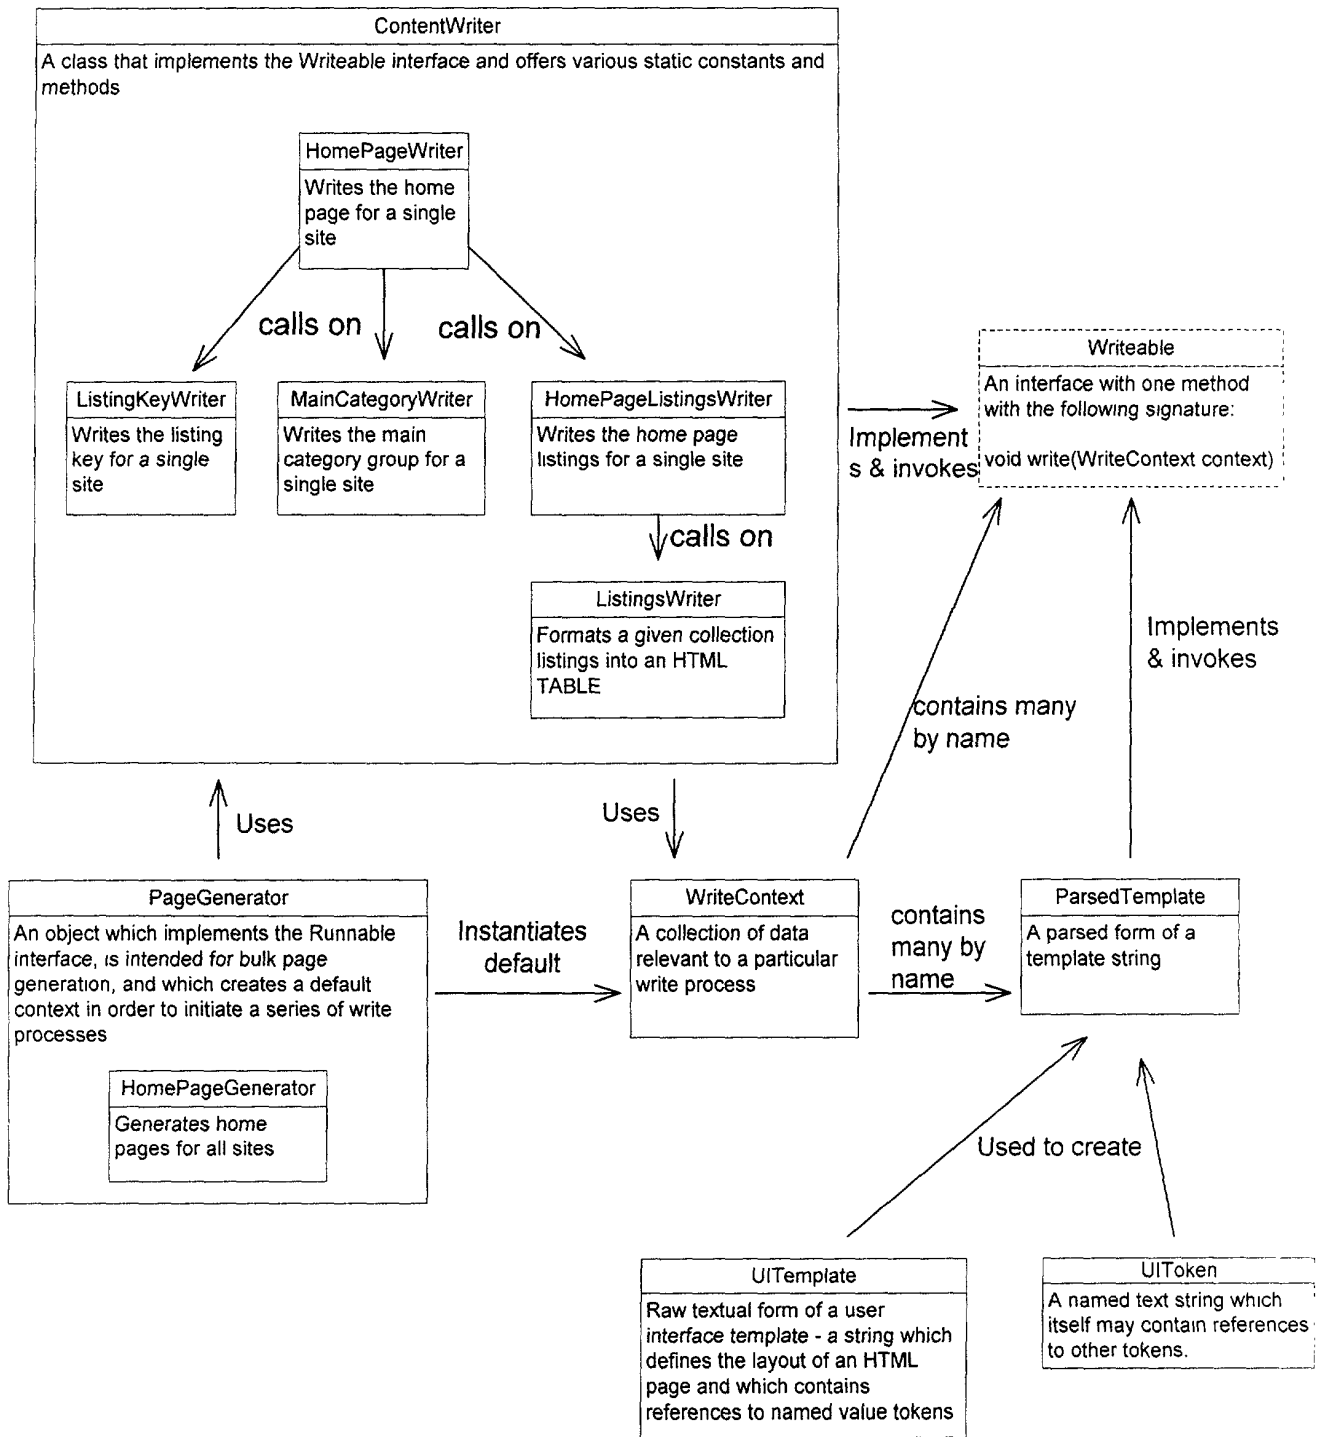 ContentWriter
A class that implements the Writeable interface and offers various static constants and
methods
HomePageWriter
Writes the home
page for a single
site
calls on
calls on
ListingKeyWriter
Writes the listing
key for a single
site
MainCategoryWriter
Writes the main
category group for a
single site
HomePageListingsWriter
Writes the home page
listings for a single site
calls on
ListingsWriter
Formats a given collection
listings into an HTML
TABLE
Implement
s & invokes
Writeable
An interface with one method
with the following signature:
void write(WriteContext context)
contains many
by name
Implements
& invokes
Uses
Uses
PageGenerator
An object which implements the Runnable
interface, is intended for bulk page
generation, and which creates a default
context in order to initiate a series of write
processes
HomePageGenerator
Generates home
pages for all sites
Instantiates
default
WriteContext
A collection of data
relevant to a particular
write process
contains
many by
name
ParsedTemplate
A parsed form of a
template string
Used to create
UITemplate
Raw textual form of a user
interface template - a string which
defines the layout of an HTML
page and which contains
references to named value tokens
UIToken
A named text string which
itself may contain references
to other tokens.